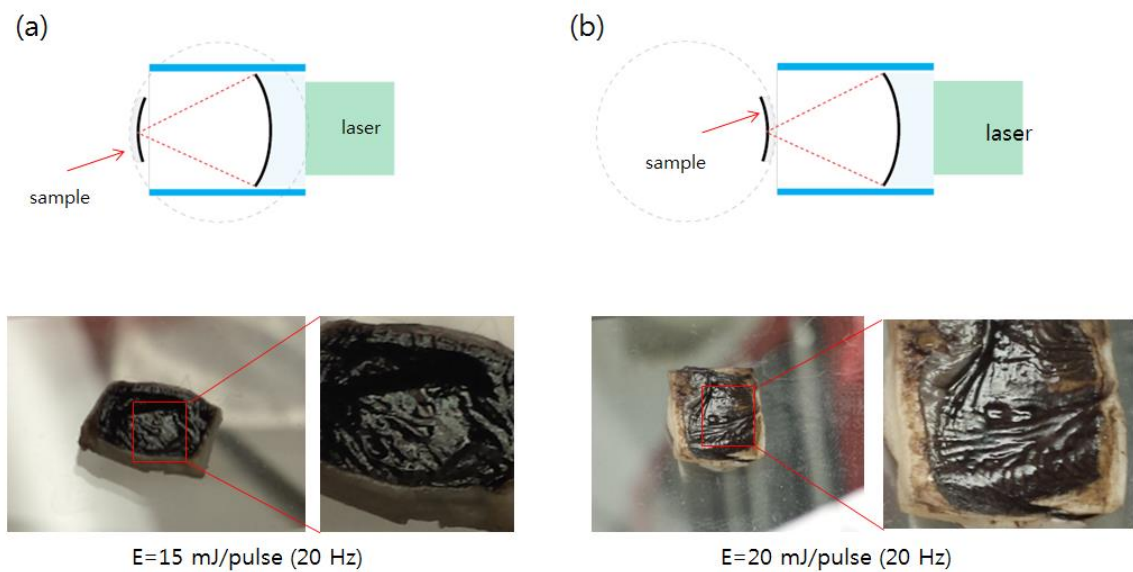 (a)
(b)
laser
sample
laser
sample
E=15 mJ/pulse (20 Hz)
E=20 mJ/pulse (20 Hz)